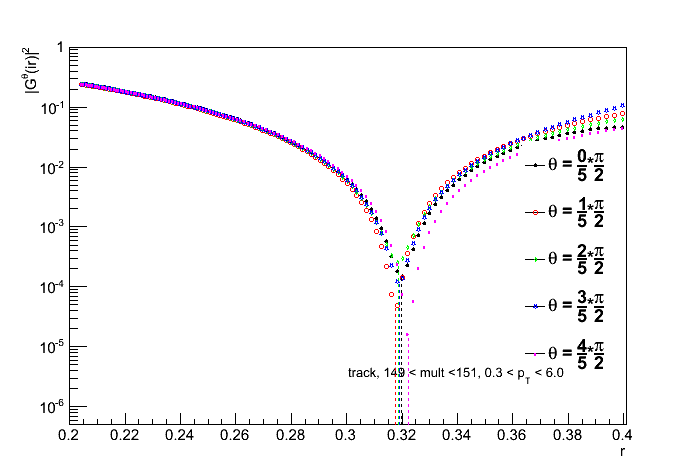 |G^θ(ir)|²
1
10⁻¹
10⁻²
10⁻³
10⁻⁴
10⁻⁵
10⁻⁶
θ = 0/5*π/2
θ = 1/5*π/2
θ = 2/5*π/2
θ = 3/5*π/2
θ = 4/5*π/2
track, 149 < mult <151, 0.3 < p_T < 6.0
0.2 0.22 0.24 0.26 0.28 0.3 0.32 0.34 0.36 0.38 0.4
r